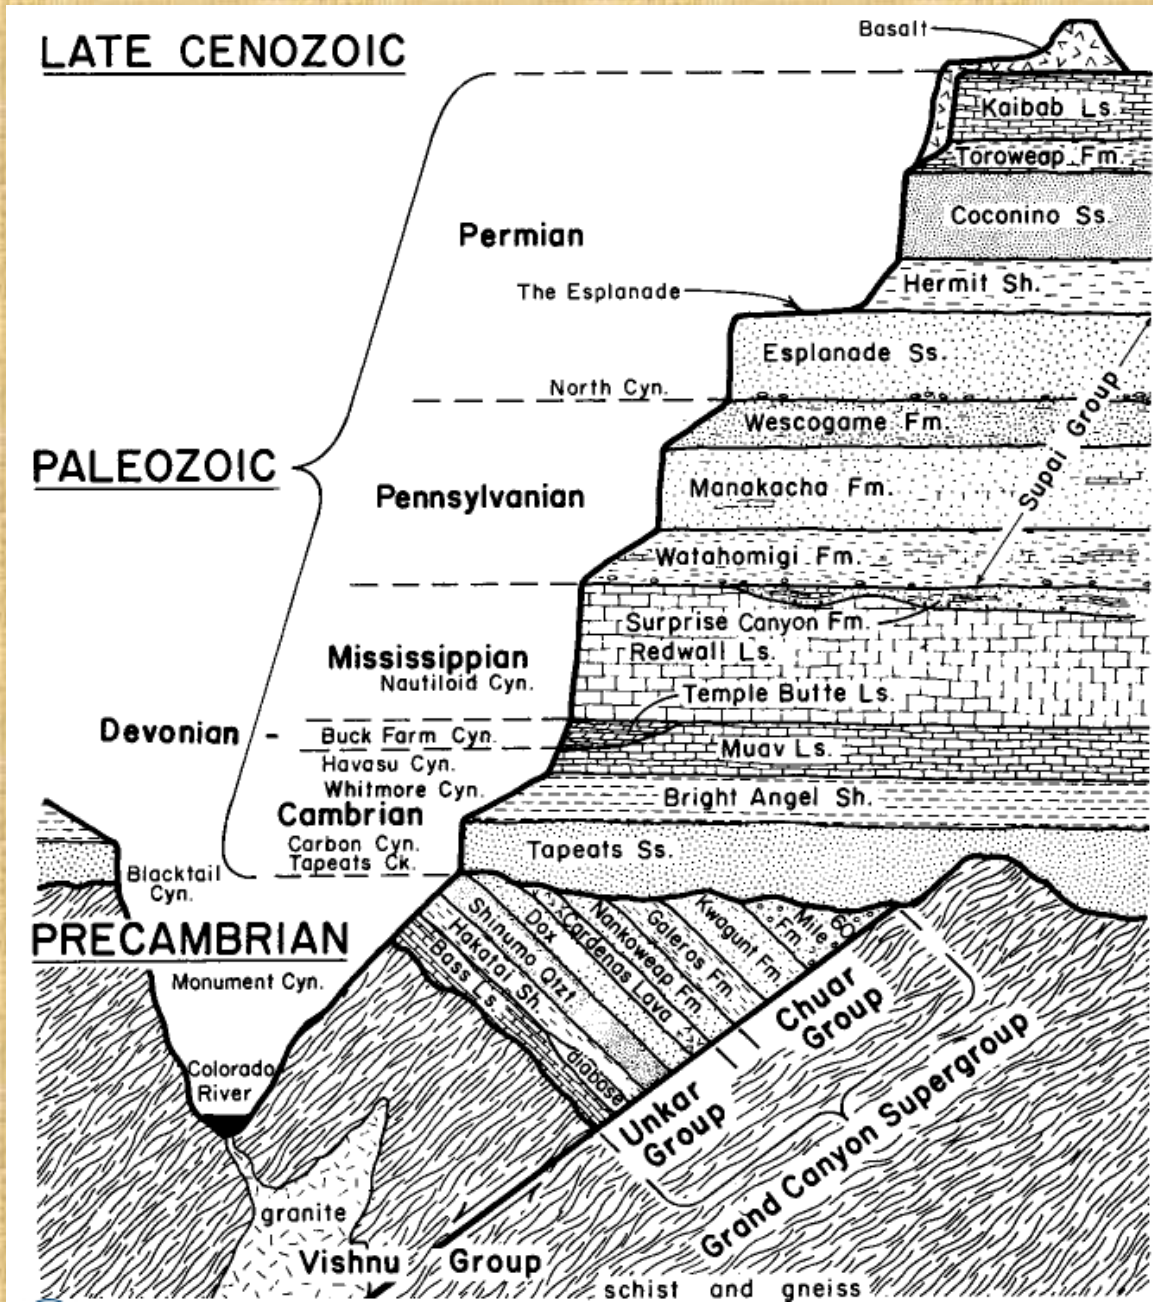 LATE CENOZOIC
Basalt
Kaibab Ls.
Toroweap Fm.
Coconino Ss.
Permian
Hermit Sh.
The Esplanade
Esplanade Ss.
North Cyn.
Wescogame Fm.
Supai Group
PALEOZOIC
Pennsylvanian
Manakacha Fm.
Watahomigi Fm.
Surprise Canyon Fm.
Mississippian
Redwall Ls.
Nautiloid Cyn.
Temple Butte Ls.
Devonian -
Buck Farm Cyn.
Muav Ls.
Havasu Cyn.
Whitmore Cyn.
Bright Angel Sh.
Cambrian
Carbon Cyn.
Tapeats Ck.
Tapeats Ss.
Blacktail
Cyn.
PRECAMBRIAN
Monument Cyn.
Colorado
River
Bass Ls.
Hakatai Sh.
diabase
Shinumo Qtzt
Dox
Cardenas Lava
Nankoweap Fm.
Galeros Fm.
Kwagunt Fm.
60
Mile
Fm.
Chuar
Group
Unkar
Group
Grand Canyon Supergroup
granite
Vishnu Group
schist and gneiss